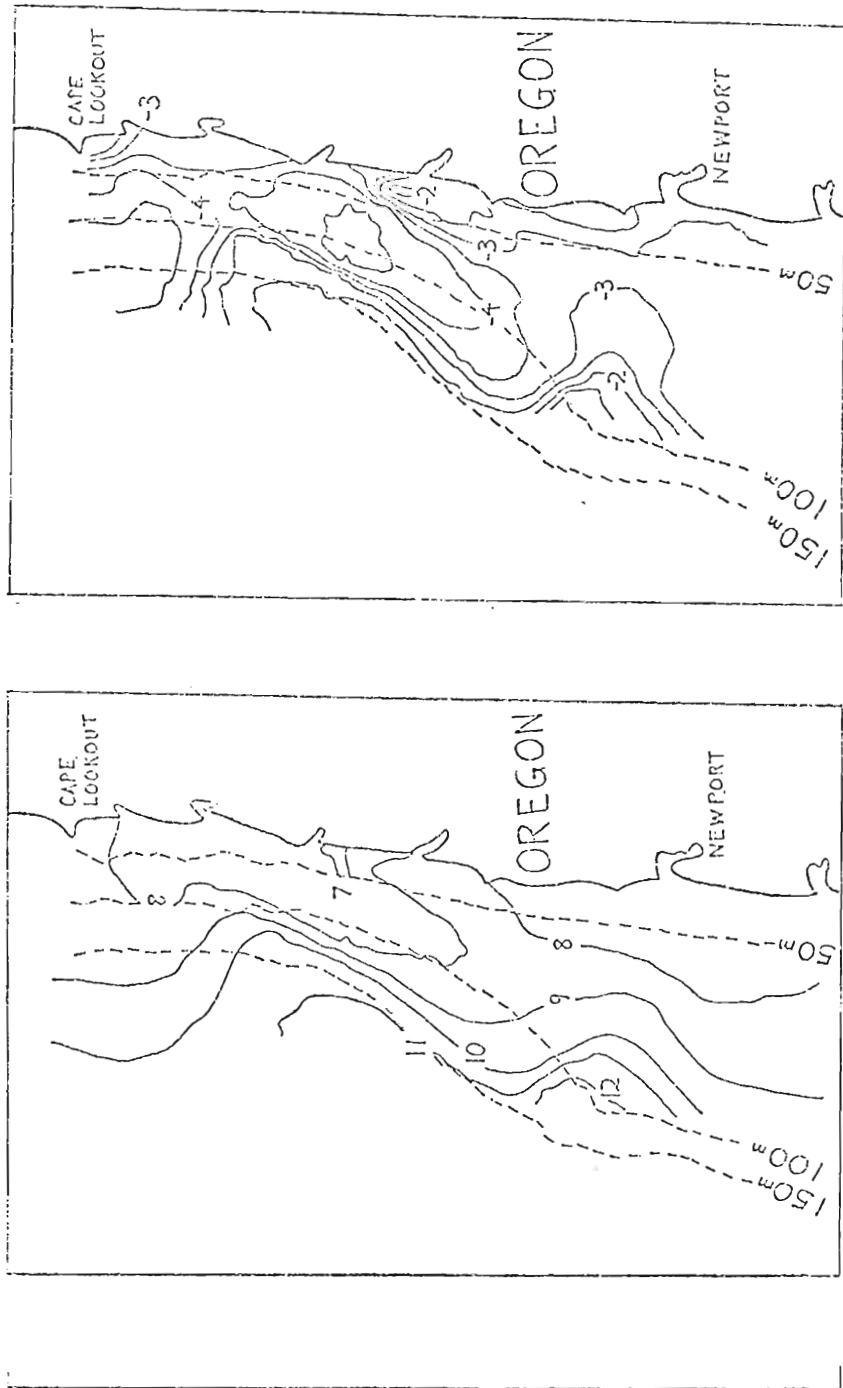 CAPE
LOOKOUT
-3
-4
-2
-3
-4
-3
-2
OREGON
NEWPORT
50m
100m
150m
CAPE
LOOKOUT
8
7
OREGON
8
9
10
11
12
NEWPORT
50m
100m
150m